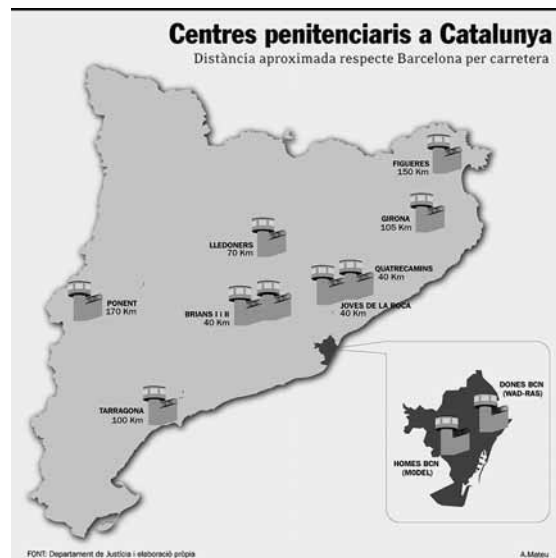 Centres penitenciaris a Catalunya
Distància aproximada respecte Barcelona per carretera
FIGUERES
150 Km
GIRONA
105 Km
LLEDONERS
70 Km
QUATRECAMINS
40 Km
PONENT
170 Km
BRIANS I i II
40 Km
JOVES DE LA ROCA
40 Km
TARRAGONA
100 Km
DONES BCN
(WAD-RAS)
HOMES BCN
(MODEL)
FONT: Departament de Justícia i elaboració pròpia
A.Mateu